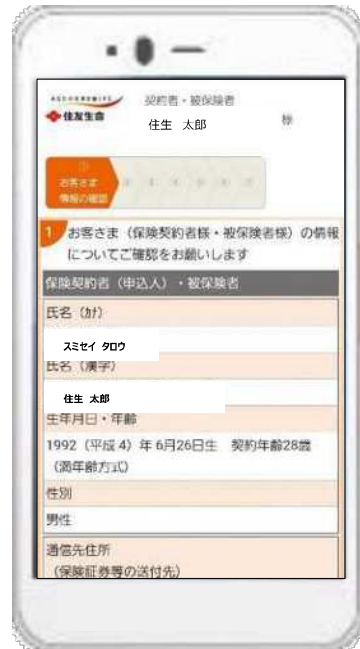 契約者・被保険者
住友生命
住生 太郎 様
①
お客さま
情報の確認
1 お客さま（保険契約者様・被保険者様）の情報
についてご確認をお願いします
保険契約者（申込人）・被保険者
氏名（カナ）
スミセイ タロウ
氏名（漢字）
住生 太郎
生年月日・年齢
1992（平成4）年6月26日生 契約年齢28歳
（満年齢方式）
性別
男性
通信先住所
（保険証券等の送付先）